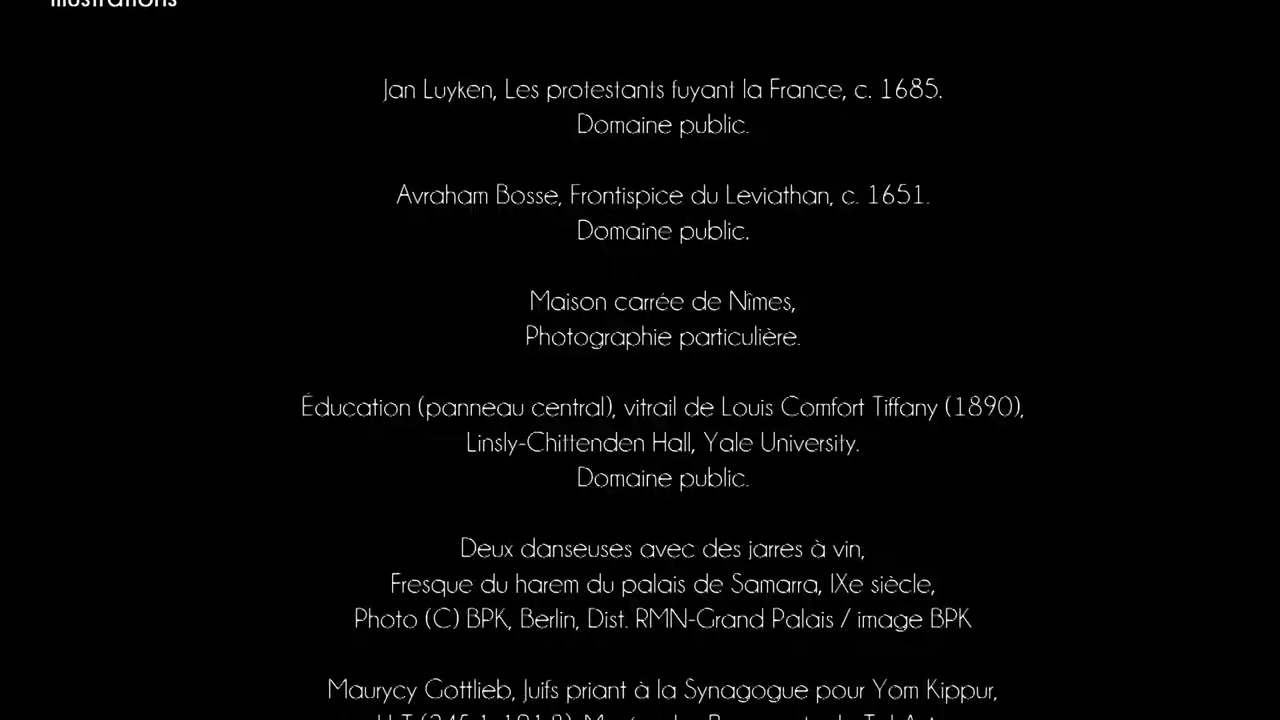 Illustrations
Jan Luyken, Les protestants fuyant la France, c. 1685.
Domaine public.
Avraham Bosse, Frontispice du Leviathan, c. 1651.
Domaine public.
Maison carrée de Nîmes,
Photographie particulière.
Éducation (panneau central), vitrail de Louis Comfort Tiffany (1890),
Linsly-Chittenden Hall, Yale University.
Domaine public.
Deux danseuses avec des jarres à vin,
Fresque du harem du palais de Samarra, IXe siècle,
Photo (C) BPK, Berlin, Dist. RMN-Grand Palais / image BPK
Maurycy Gottlieb, Juifs priant à la Synagogue pour Yom Kippur,